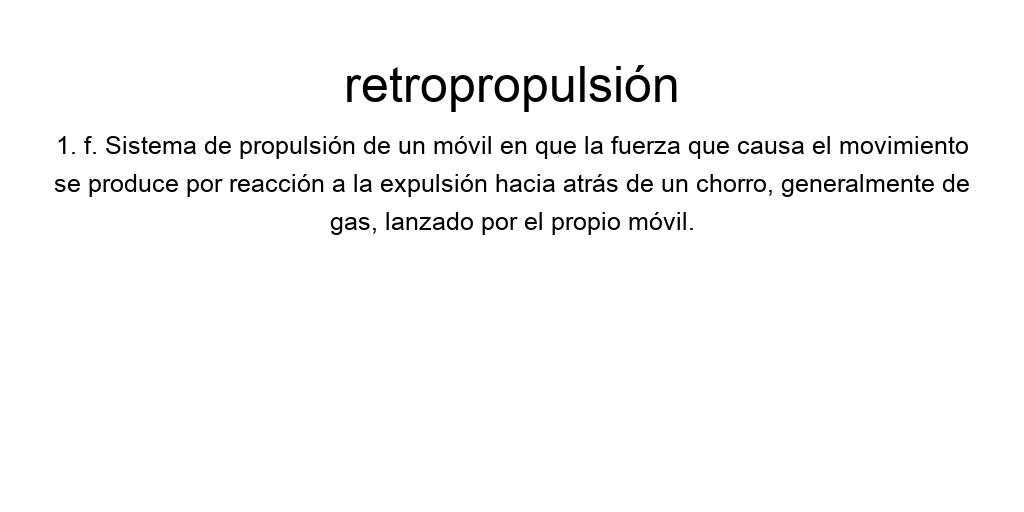 retropropulsión
1. f. Sistema de propulsión de un móvil en que la fuerza que causa el movimiento
se produce por reacción a la expulsión hacia atrás de un chorro, generalmente de
gas, lanzado por el propio móvil.